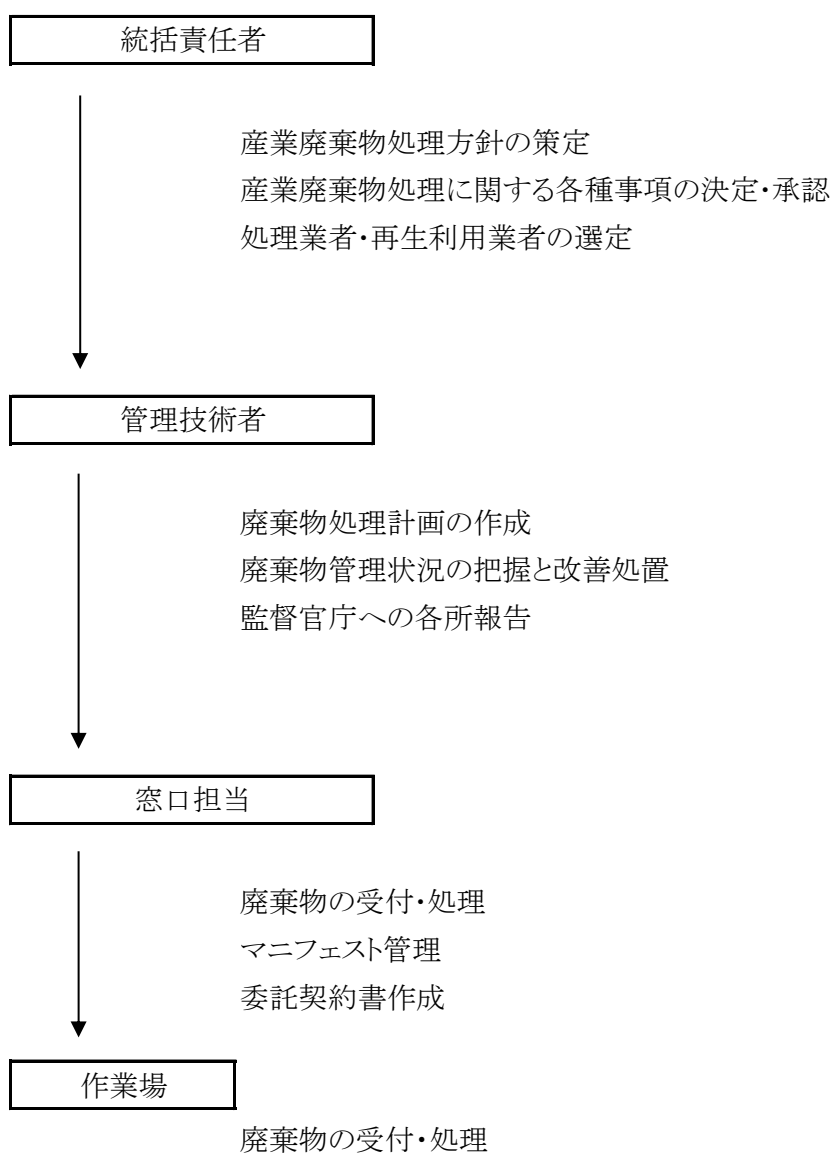 統括責任者
産業廃棄物処理方針の策定
産業廃棄物処理に関する各種事項の決定・承認
処理業者・再生利用業者の選定
管理技術者
廃棄物処理計画の作成
廃棄物管理状況の把握と改善処置
監督官庁への各所報告
窓口担当
廃棄物の受付・処理
マニフェスト管理
委託契約書作成
作業場
廃棄物の受付・処理